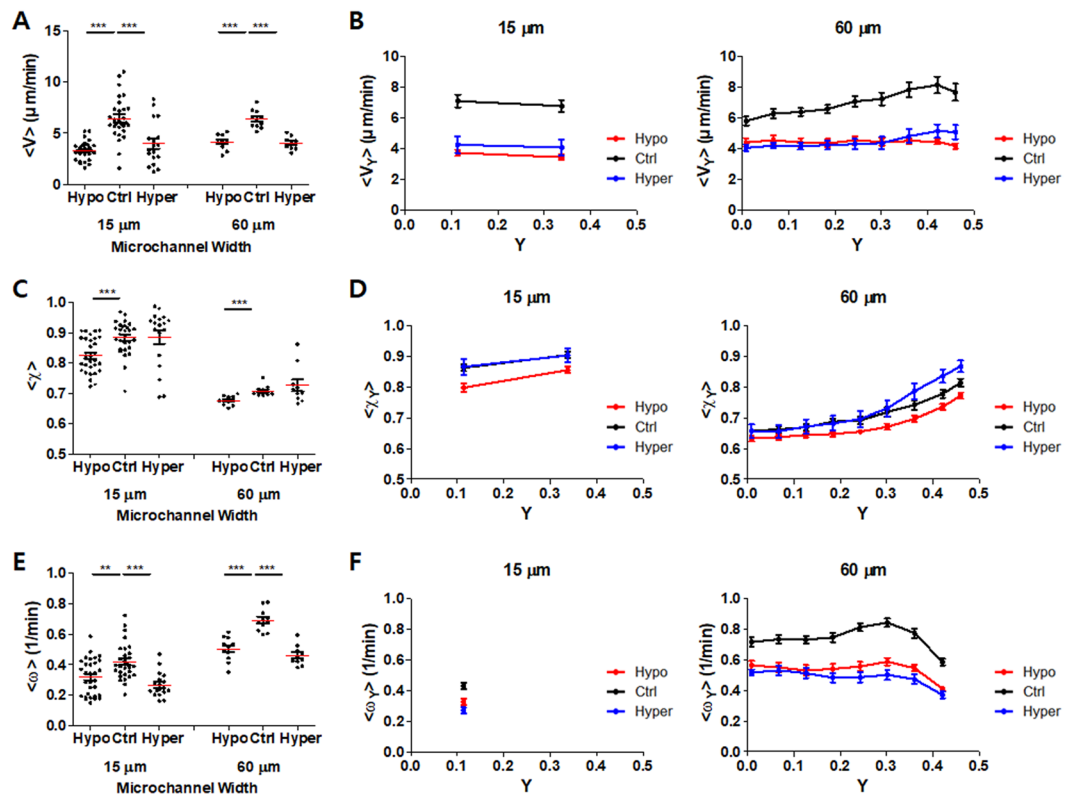 A
<V> (μ m/min)
15
10
5
0
*** ***
*** ***
Hypo Ctrl Hyper
Hypo Ctrl Hyper
15 μm
60 μm
Microchannel Width
B
15 μm
<VY> (μ m/min)
10
8
6
4
2
0
0.0 0.1 0.2 0.3 0.4 0.5
Y
Hypo
Ctrl
Hyper
60 μm
<VY> (μ m/min)
10
8
6
4
2
0
0.0 0.1 0.2 0.3 0.4 0.5
Y
Hypo
Ctrl
Hyper
C
<χ>
1.0
0.9
0.8
0.7
0.6
0.5
***
***
Hypo Ctrl Hyper
Hypo Ctrl Hyper
15 μm
60 μm
Microchannel Width
D
15 μm
<χY>
1.0
0.9
0.8
0.7
0.6
0.5
0.0 0.1 0.2 0.3 0.4 0.5
Y
Hypo
Ctrl
Hyper
60 μm
<χY>
1.0
0.9
0.8
0.7
0.6
0.5
0.0 0.1 0.2 0.3 0.4 0.5
Y
Hypo
Ctrl
Hyper
E
<ω> (1/min)
1.0
0.8
0.6
0.4
0.2
0.0
** ***
*** ***
Hypo Ctrl Hyper
Hypo Ctrl Hyper
15 μm
60 μm
Microchannel Width
F
15 μm
<ωY> (1/min)
1.0
0.8
0.6
0.4
0.2
0.0
0.0 0.1 0.2 0.3 0.4 0.5
Y
Hypo
Ctrl
Hyper
60 μm
<ωY> (1/min)
1.0
0.8
0.6
0.4
0.2
0.0
0.0 0.1 0.2 0.3 0.4 0.5
Y
Hypo
Ctrl
Hyper